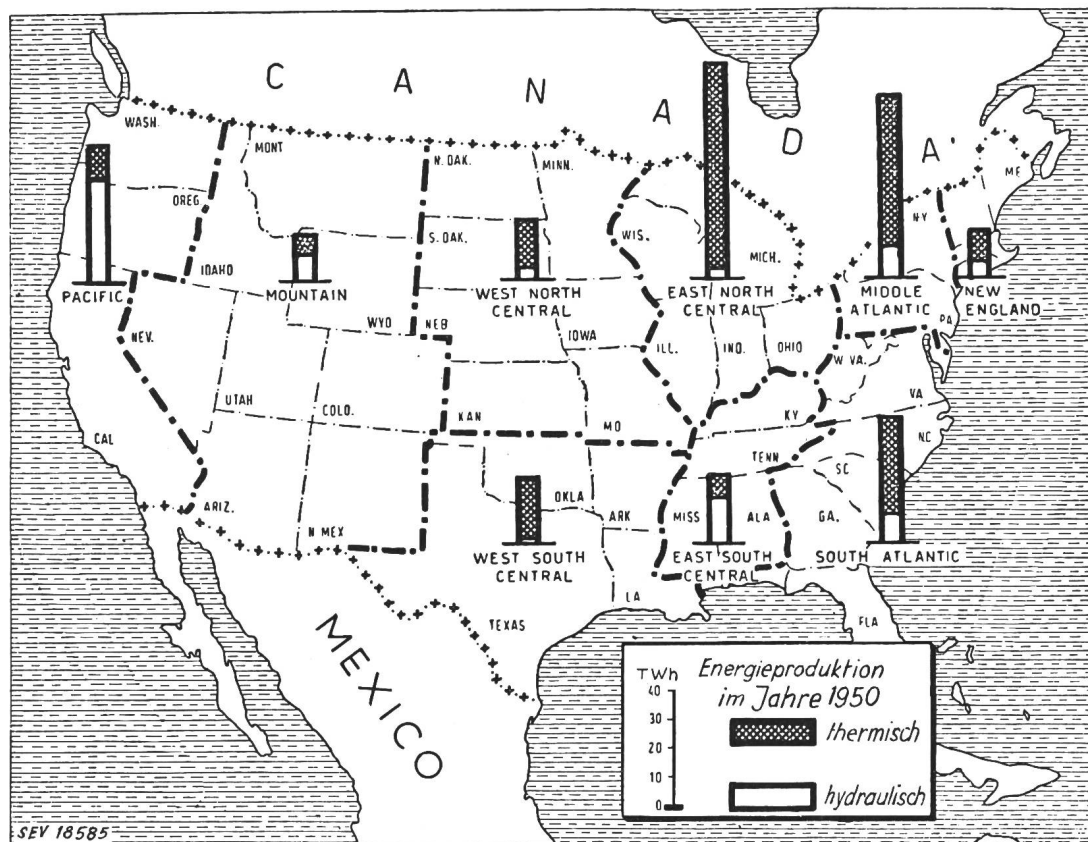 CANADA
WASH.
MONT
N. DAK.
MINN.
ME
OREG
S. DAK.
WIS.
MICH.
NY
IDAHO
PACIFIC
MOUNTAIN
WEST NORTH
CENTRAL
EAST NORTH
CENTRAL
MIDDLE
ATLANTIC
NEW
ENGLAND
PA
NEV.
WYO
NEB
IOWA
ILL.
IND.
OHIO
W VA.
UTAH
COLO.
KAN
MO
KY
VA
CAL
TENN
NC
SC
ARIZ.
N MEX
OKLA
ARK
MISS
ALA
GA.
WEST SOUTH
CENTRAL
EAST SOUTH
CENTRAL
SOUTH ATLANTIC
LA
TEXAS
FLA
MEXICO
TWh
Energieproduktion
im Jahre 1950
40
30
20
10
0
thermisch
hydraulisch
SEV 18585